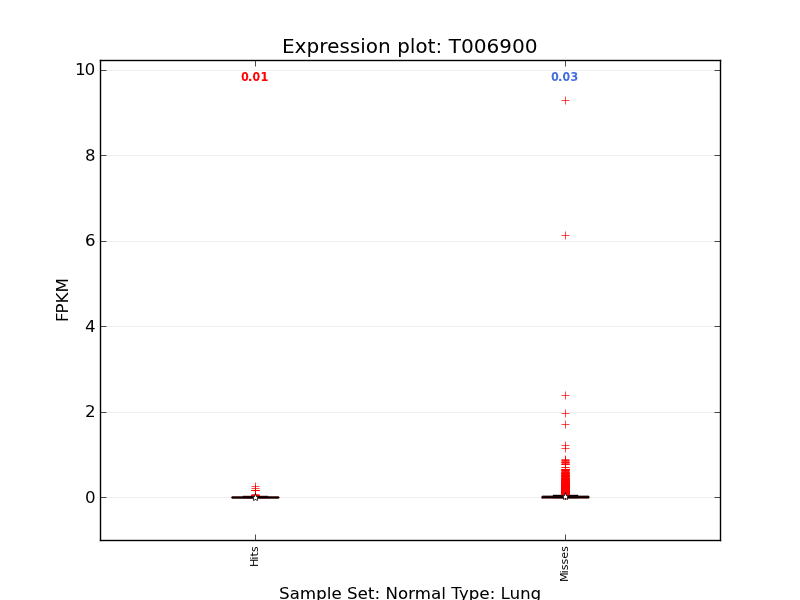 Expression plot: T006900
0.01
0.03
10
8
6
4
2
0
FPKM
Hits
Misses
Sample Set: Normal Type: Lung